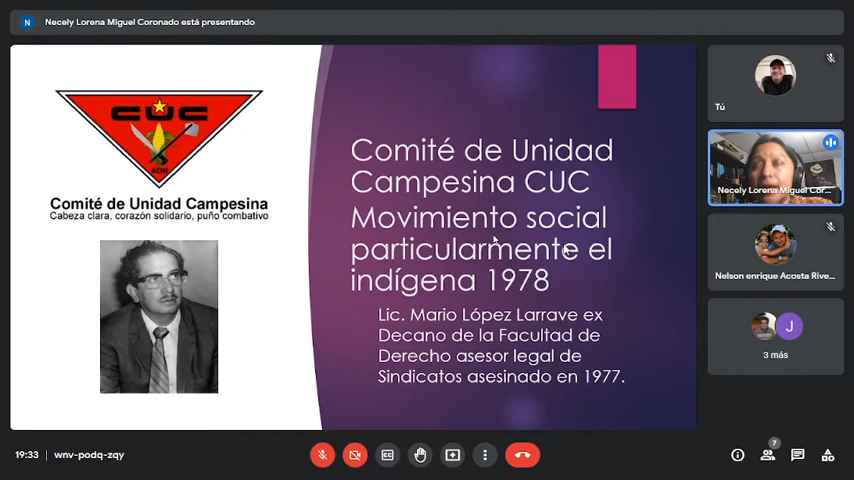 N Necely Lorena Miguel Coronado está presentando
CUC
ACHI
Comité de Unidad Campesina
Cabeza clara, corazón solidario, puño combativo
Comité de Unidad
Campesina CUC
Movimiento social
particularmente el
indígena 1978
Lic. Mario López Larrave ex
Decano de la Facultad de
Derecho asesor legal de
Sindicatos asesinado en 1977.
Tú
Necely Lorena Miguel Cor...
Nelson enrique Acosta Rive...
J
3 más
19:33 | wnv-podq-zqy
CC
7